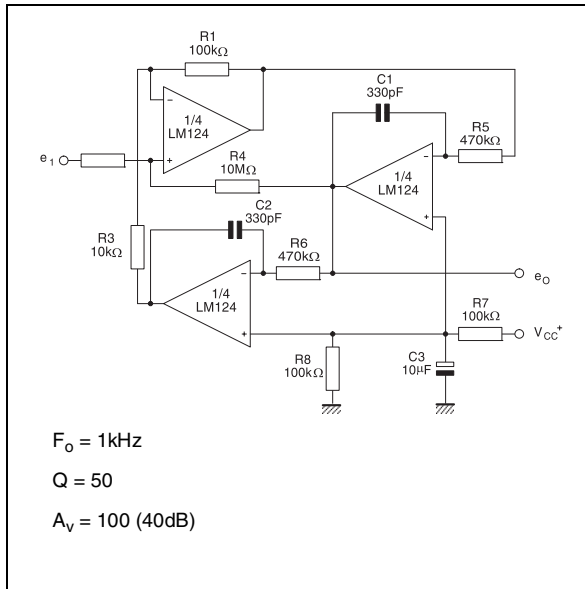 R1
100kΩ
C1
330pF
1/4
LM124
R5
470kΩ
e1
R4
10MΩ
1/4
LM124
C2
330pF
R3
10kΩ
R6
470kΩ
1/4
LM124
eO
R7
100kΩ
VCC+
R8
100kΩ
C3
10µF
Fo = 1kHz
Q = 50
Av = 100 (40dB)